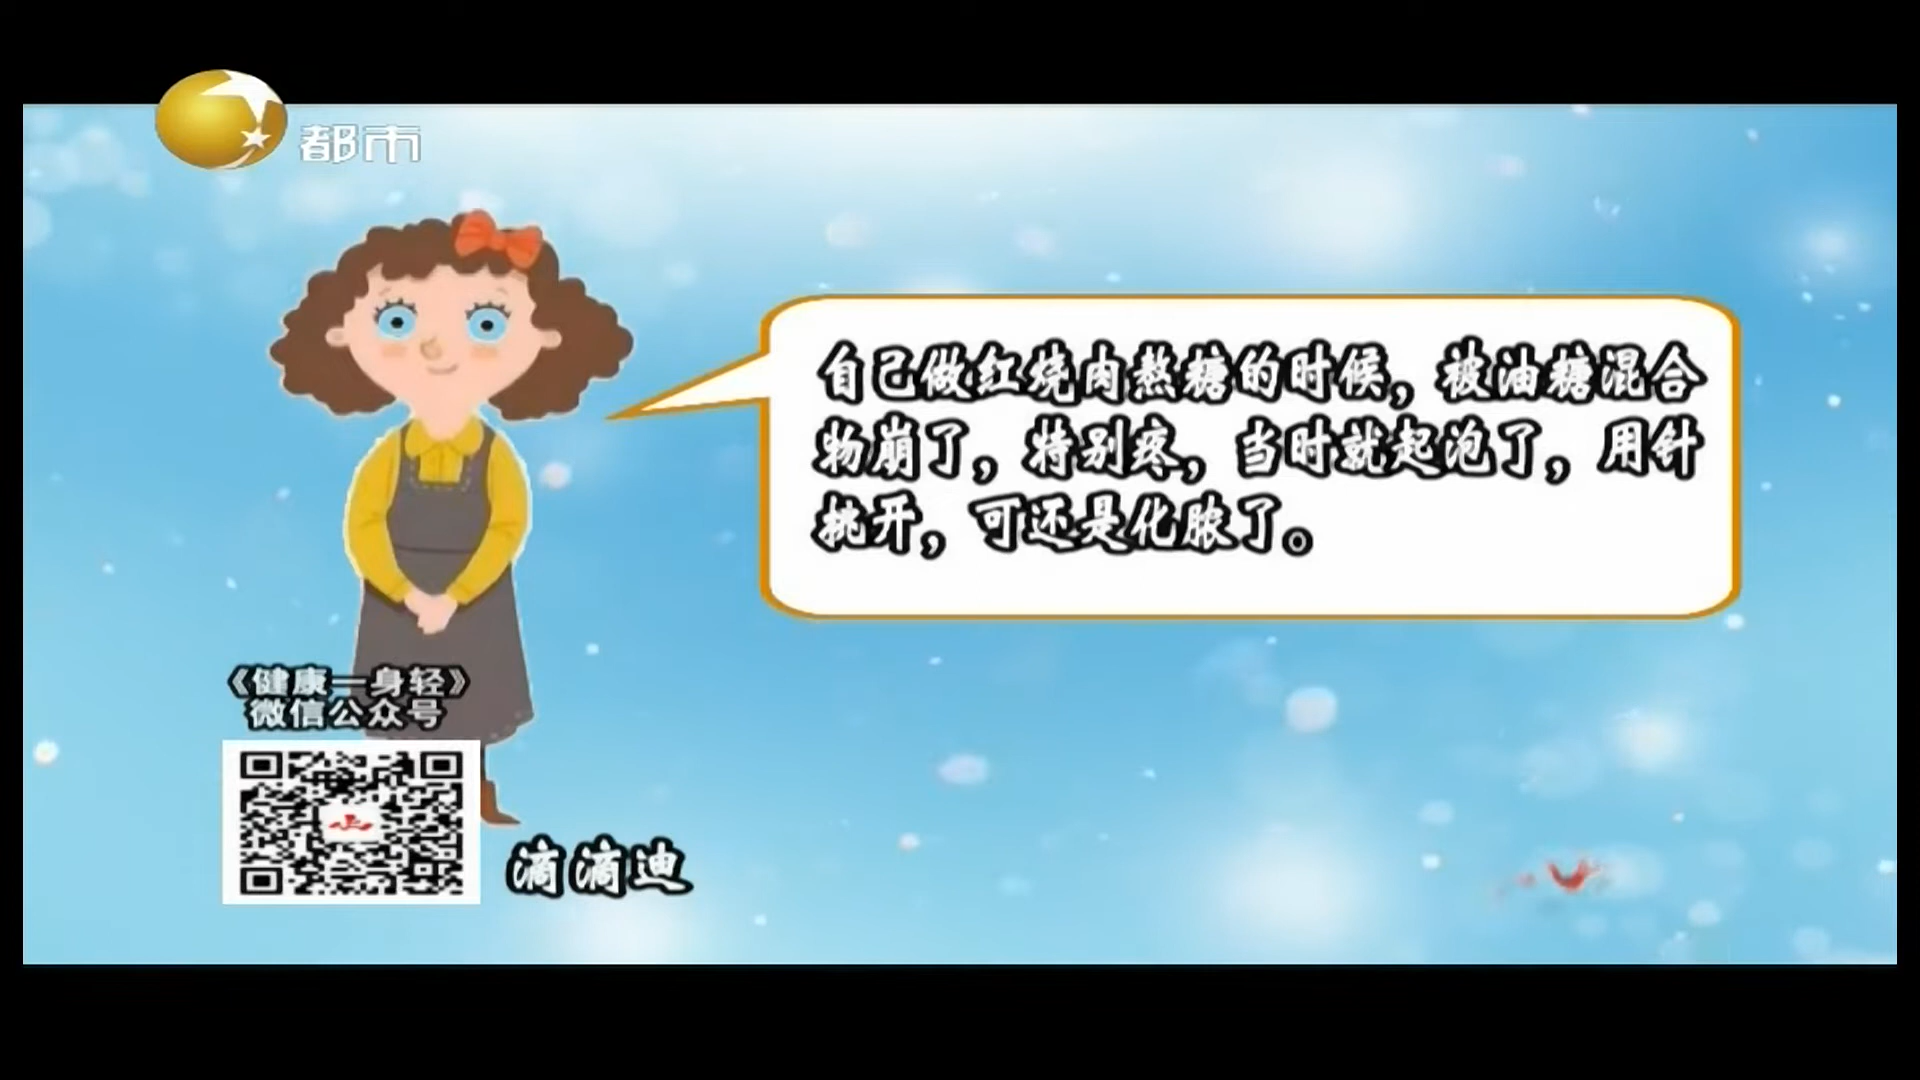 都市
自己做红烧肉熬糖的时候，被油糖混合
物崩了，特别疼，当时就起泡了，用针
挑开，可还是化脓了。
《健康一身轻》
微信公众号
滴滴迪